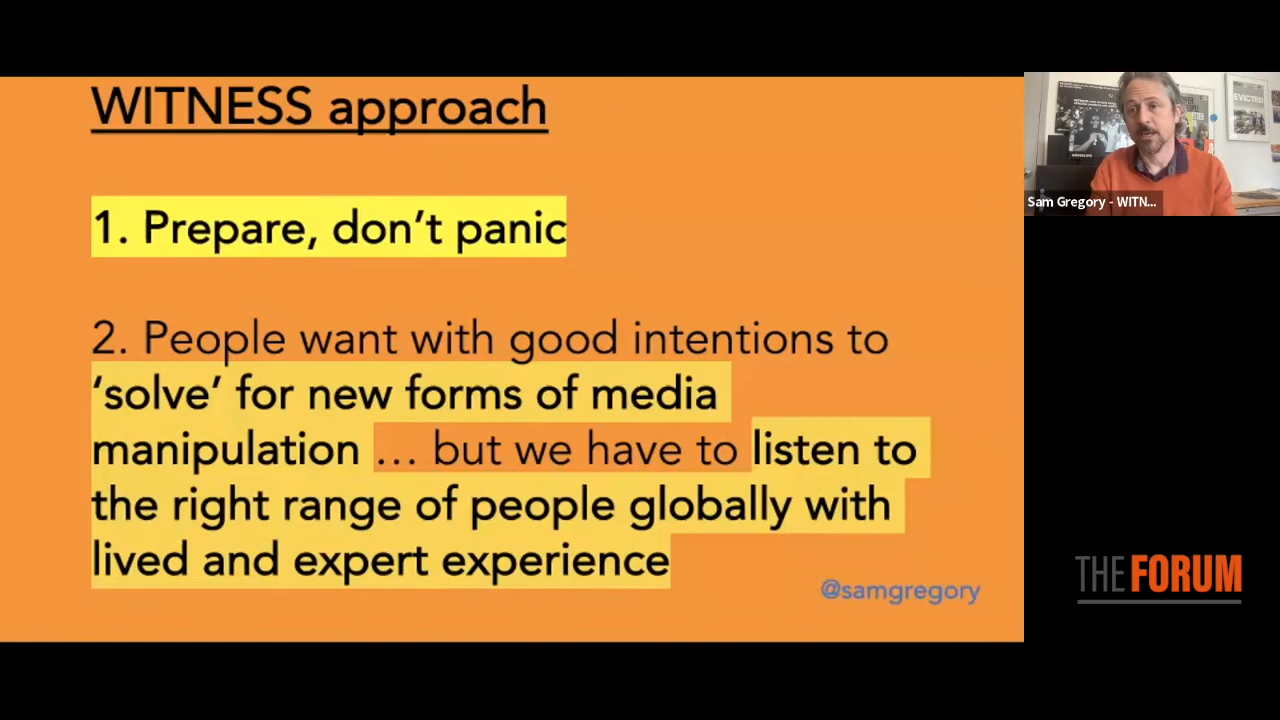 WITNESS approach
1. Prepare, don't panic
2. People want with good intentions to
'solve' for new forms of media
manipulation … but we have to listen to
the right range of people globally with
lived and expert experience
@samgregory
EVICTED
Sam Gregory - WITN...
THE FORUM